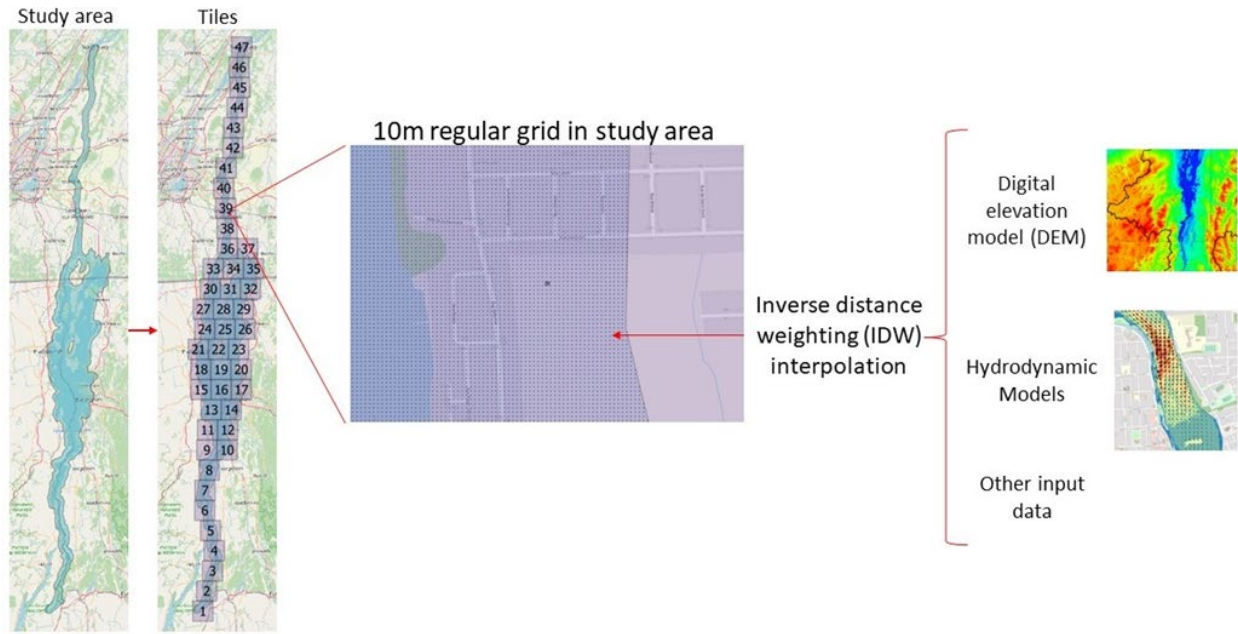 Study area
Tiles
47
46
45
44
43
42
41
40
39
38
36 37
33 34 35
30 31 32
27 28 29
24 25 26
21 22 23
18 19 20
15 16 17
13 14
11 12
9 10
8
7
6
5
4
3
2
1
10m regular grid in study area
Inverse distance
weighting (IDW)
interpolation
Digital
elevation
model (DEM)
Hydrodynamic
Models
Other input
data